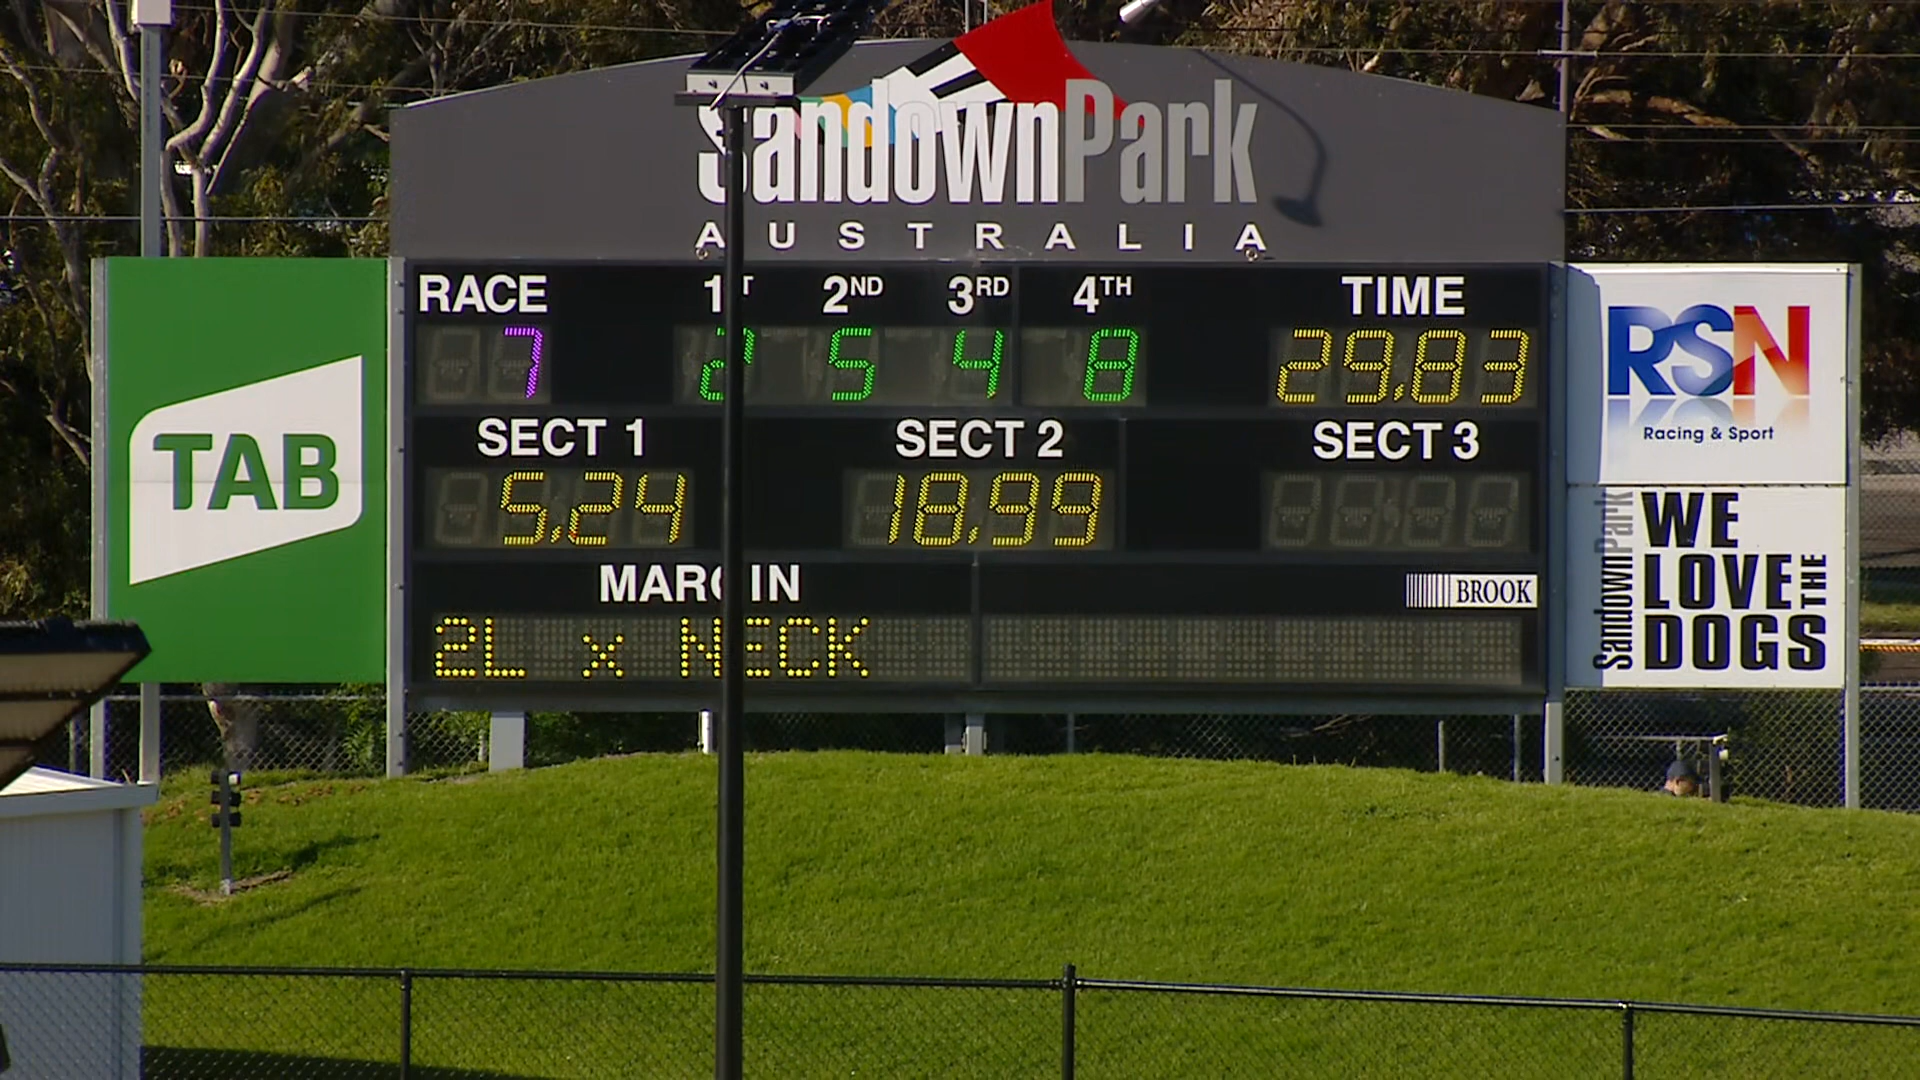 SandownPark
AUSTRALIA
RACE 1ST 2ND 3RD 4TH TIME
7 2 5 4 8 29.83
SECT 1 SECT 2 SECT 3
5.24 18.99
MARGIN BROOK
2L x NECK
TAB
RSN
Racing & Sport
SandownPark
WE
LOVE THE
DOGS